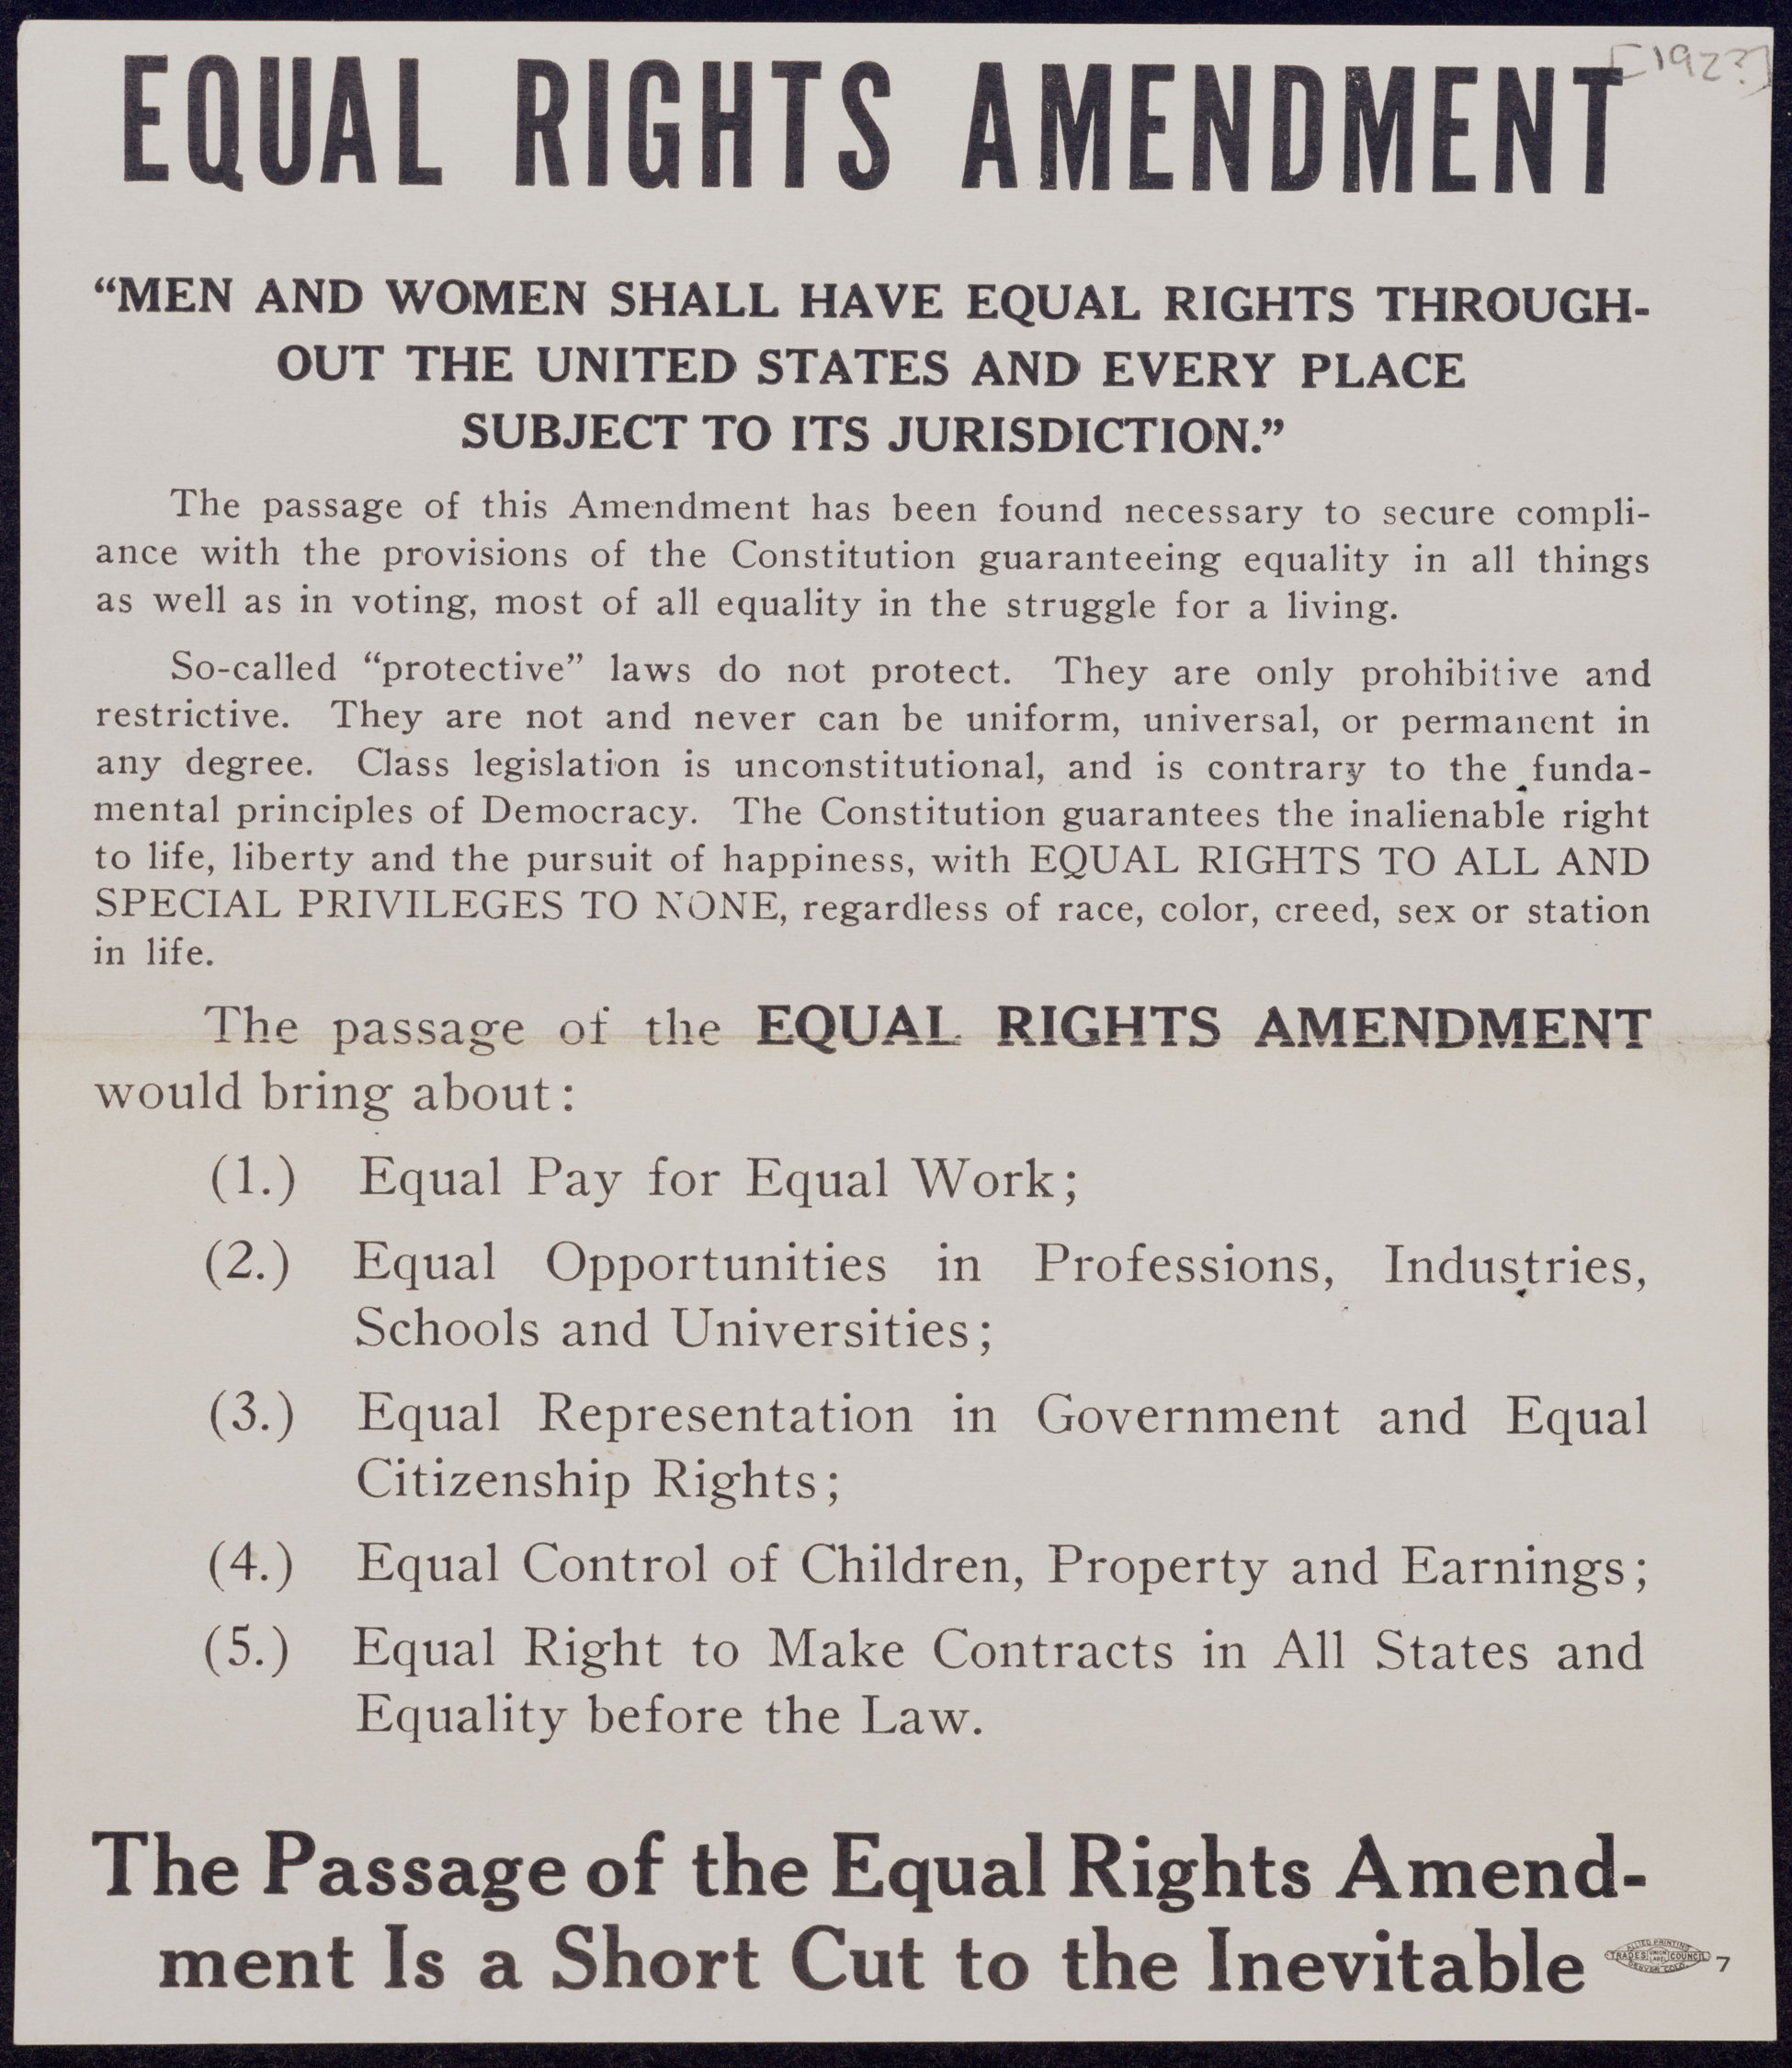 [192?]
EQUAL RIGHTS AMENDMENT
“MEN AND WOMEN SHALL HAVE EQUAL RIGHTS THROUGH-
OUT THE UNITED STATES AND EVERY PLACE
SUBJECT TO ITS JURISDICTION.”
The passage of this Amendment has been found necessary to secure compli-
ance with the provisions of the Constitution guaranteeing equality in all things
as well as in voting, most of all equality in the struggle for a living.
So-called “protective” laws do not protect. They are only prohibitive and
restrictive. They are not and never can be uniform, universal, or permanent in
any degree. Class legislation is unconstitutional, and is contrary to the funda-
mental principles of Democracy. The Constitution guarantees the inalienable right
to life, liberty and the pursuit of happiness, with EQUAL RIGHTS TO ALL AND
SPECIAL PRIVILEGES TO NONE, regardless of race, color, creed, sex or station
in life.
The passage of the EQUAL RIGHTS AMENDMENT
would bring about:
(1.) Equal Pay for Equal Work;
(2.) Equal Opportunities in Professions, Industries,
Schools and Universities;
(3.) Equal Representation in Government and Equal
Citizenship Rights;
(4.) Equal Control of Children, Property and Earnings;
(5.) Equal Right to Make Contracts in All States and
Equality before the Law.
The Passage of the Equal Rights Amend-
ment Is a Short Cut to the Inevitable
ALLIED PRINTING
TRADES UNION LABEL COUNCIL 7
DENVER COLO.